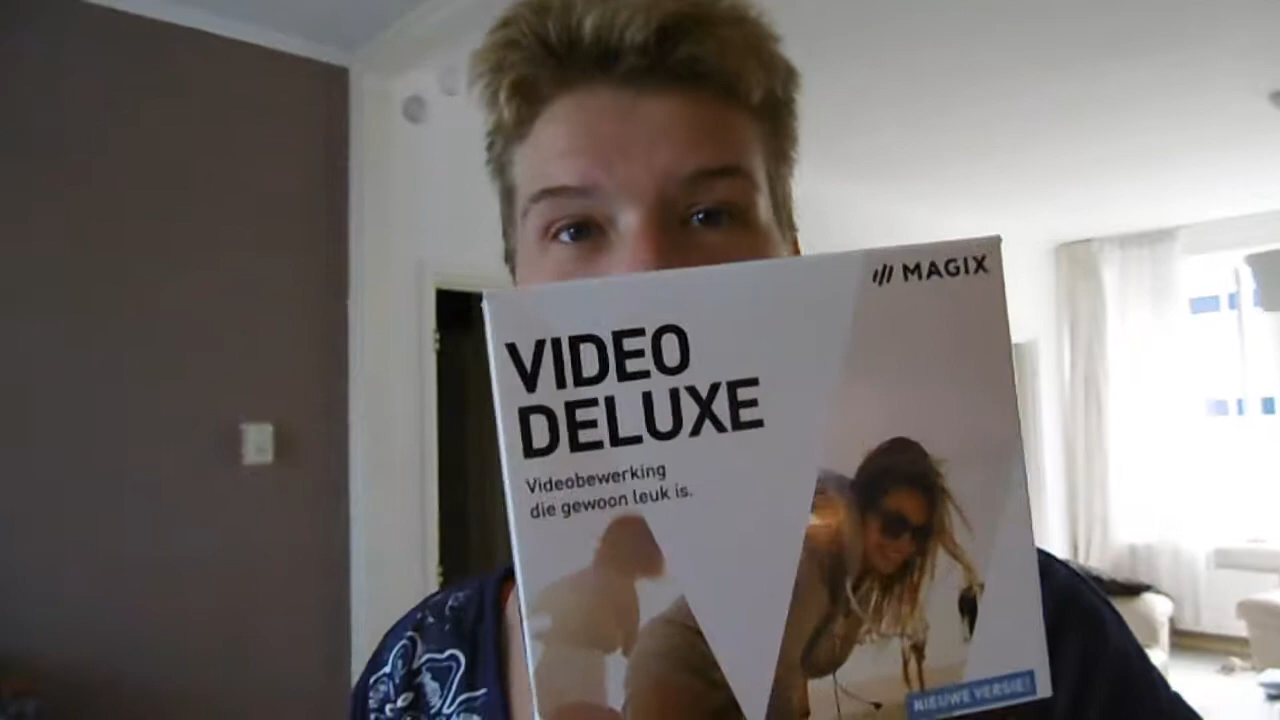 MAGIX
VIDEO
DELUXE
Videobewerking
die gewoon leuk is.
NIEUWE VERSIE!